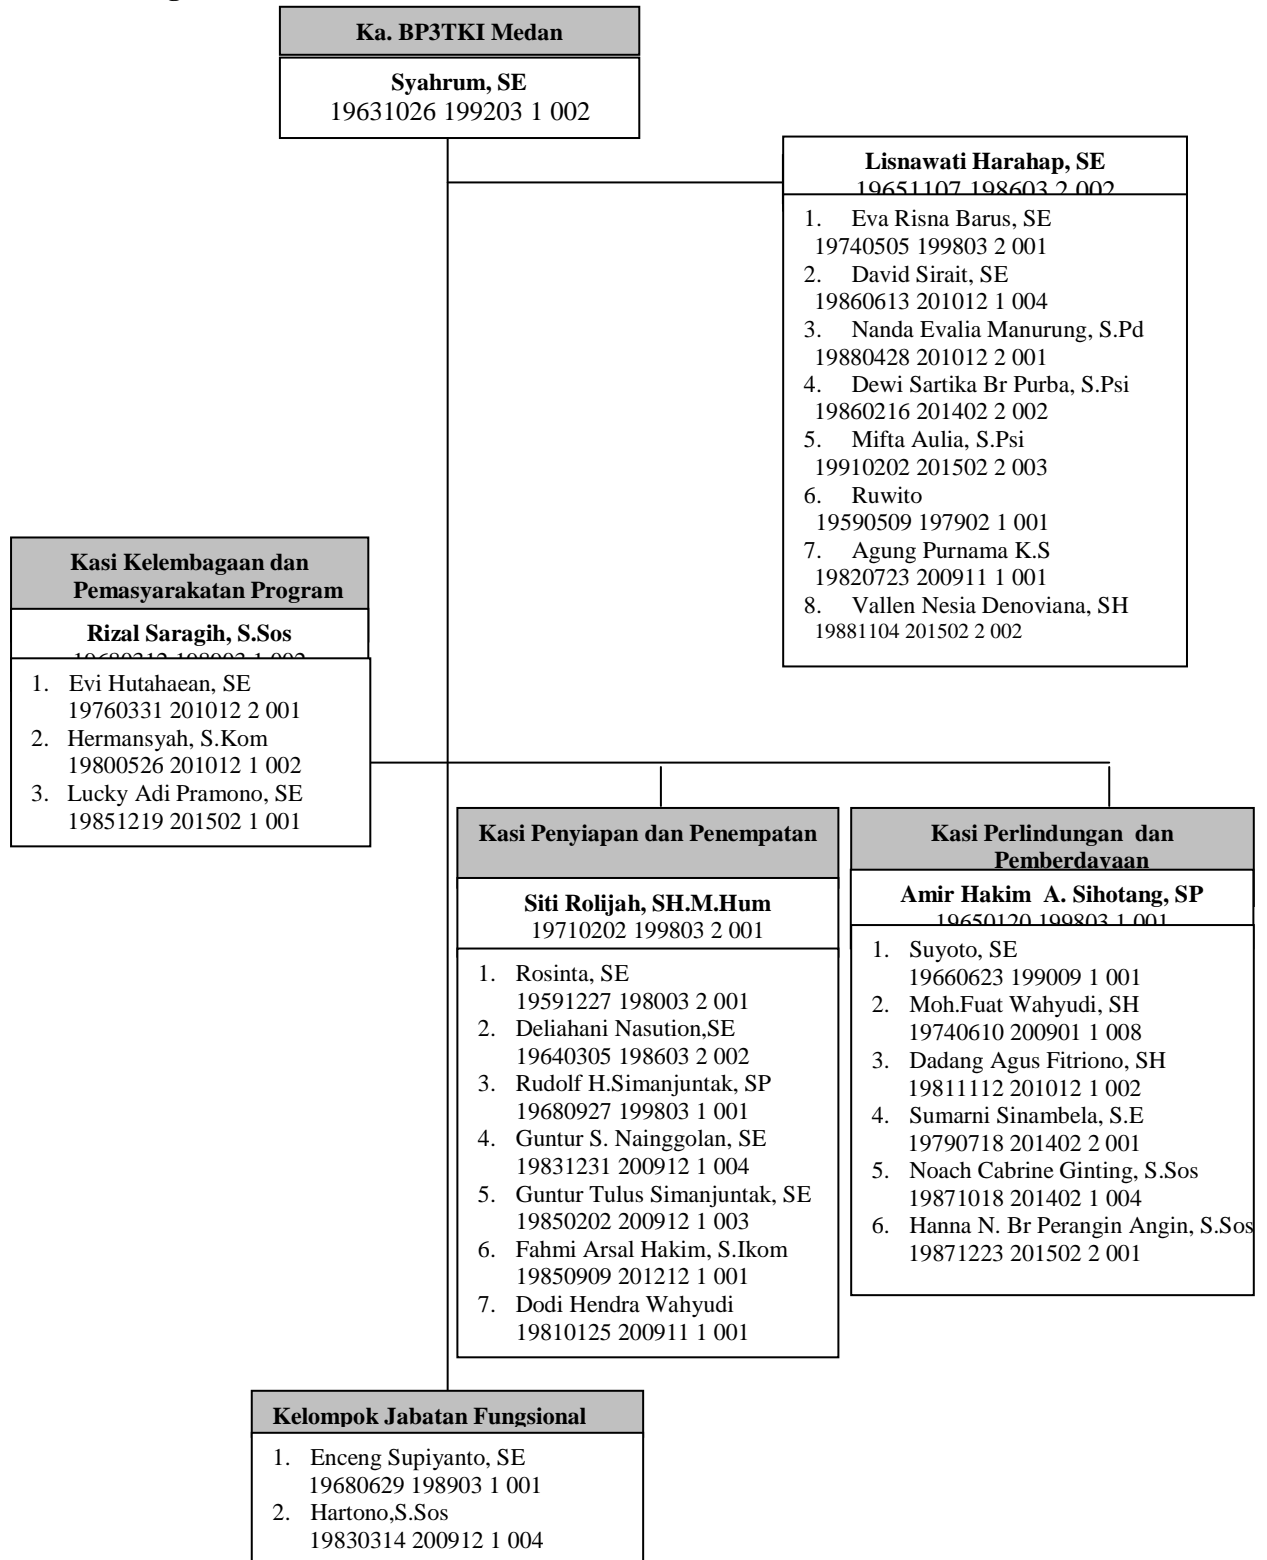 Ka. BP3TKI Medan
Syahrum, SE
19631026 199203 1 002
Lisnawati Harahap, SE
19651107 198603 2 002
1. Eva Risna Barus, SE
19740505 199803 2 001
2. David Sirait, SE
19860613 201012 1 004
3. Nanda Evalia Manurung, S.Pd
19880428 201012 2 001
4. Dewi Sartika Br Purba, S.Psi
19860216 201402 2 002
5. Mifta Aulia, S.Psi
19910202 201502 2 003
6. Ruwito
19590509 197902 1 001
7. Agung Purnama K.S
19820723 200911 1 001
8. Vallen Nesia Denoviana, SH
19881104 201502 2 002
Kasi Kelembagaan dan
Pemasyarakatan Program
Rizal Saragih, S.Sos
19680312 198903 1 002
1. Evi Hutahaean, SE
19760331 201012 2 001
2. Hermansyah, S.Kom
19800526 201012 1 002
3. Lucky Adi Pramono, SE
19851219 201502 1 001
Kasi Penyiapan dan Penempatan
Siti Rolijah, SH.M.Hum
19710202 199803 2 001
1. Rosinta, SE
19591227 198003 2 001
2. Deliahani Nasution,SE
19640305 198603 2 002
3. Rudolf H.Simanjuntak, SP
19680927 199803 1 001
4. Guntur S. Nainggolan, SE
19831231 200912 1 004
5. Guntur Tulus Simanjuntak, SE
19850202 200912 1 003
6. Fahmi Arsal Hakim, S.Ikom
19850909 201212 1 001
7. Dodi Hendra Wahyudi
19810125 200911 1 001
Kasi Perlindungan dan
Pemberdayaan
Amir Hakim A. Sihotang, SP
19650120 199803 1 001
1. Suyoto, SE
19660623 199009 1 001
2. Moh.Fuat Wahyudi, SH
19740610 200901 1 008
3. Dadang Agus Fitriono, SH
19811112 201012 1 002
4. Sumarni Sinambela, S.E
19790718 201402 2 001
5. Noach Cabrine Ginting, S.Sos
19871018 201402 1 004
6. Hanna N. Br Perangin Angin, S.Sos
19871223 201502 2 001
Kelompok Jabatan Fungsional
1. Enceng Supiyanto, SE
19680629 198903 1 001
2. Hartono,S.Sos
19830314 200912 1 004